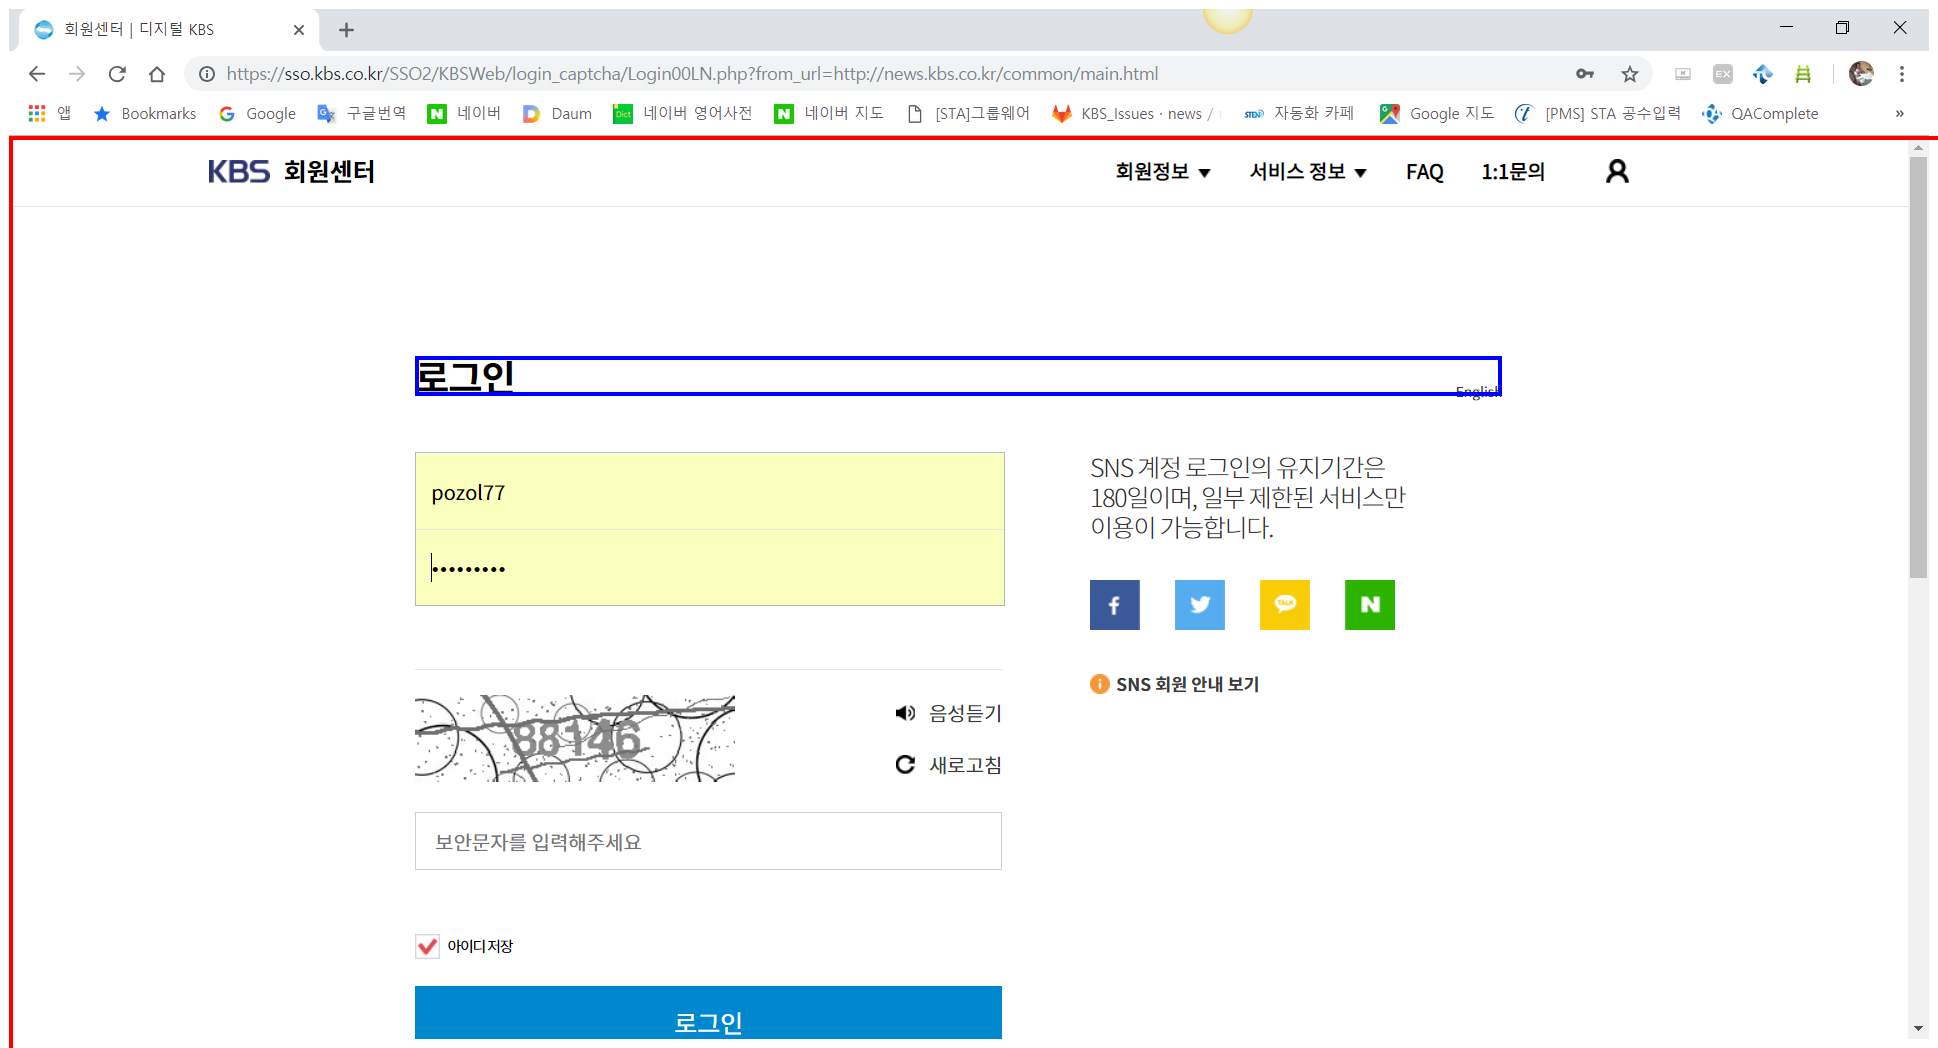 회원센터 | 디지털 KBS
https://sso.kbs.co.kr/SSO2/KBSWeb/login_captcha/Login00LN.php?from_url=http://news.kbs.co.kr/common/main.html
EX
앱 Bookmarks Google 구글번역 네이버 Daum 네이버 영어사전 네이버 지도 [STA]그룹웨어 KBS_Issues · news / 자동화 카페 Google 지도 [PMS] STA 공수입력 QAComplete »
KBS 회원센터 회원정보 서비스 정보 FAQ 1:1문의
로그인
English
pozol77
•••••••••
SNS 계정 로그인의 유지기간은
180일이며, 일부 제한된 서비스만
이용이 가능합니다.
TALK
SNS 회원 안내 보기
88146
음성듣기
새로고침
보안문자를 입력해주세요
아이디 저장
로그인